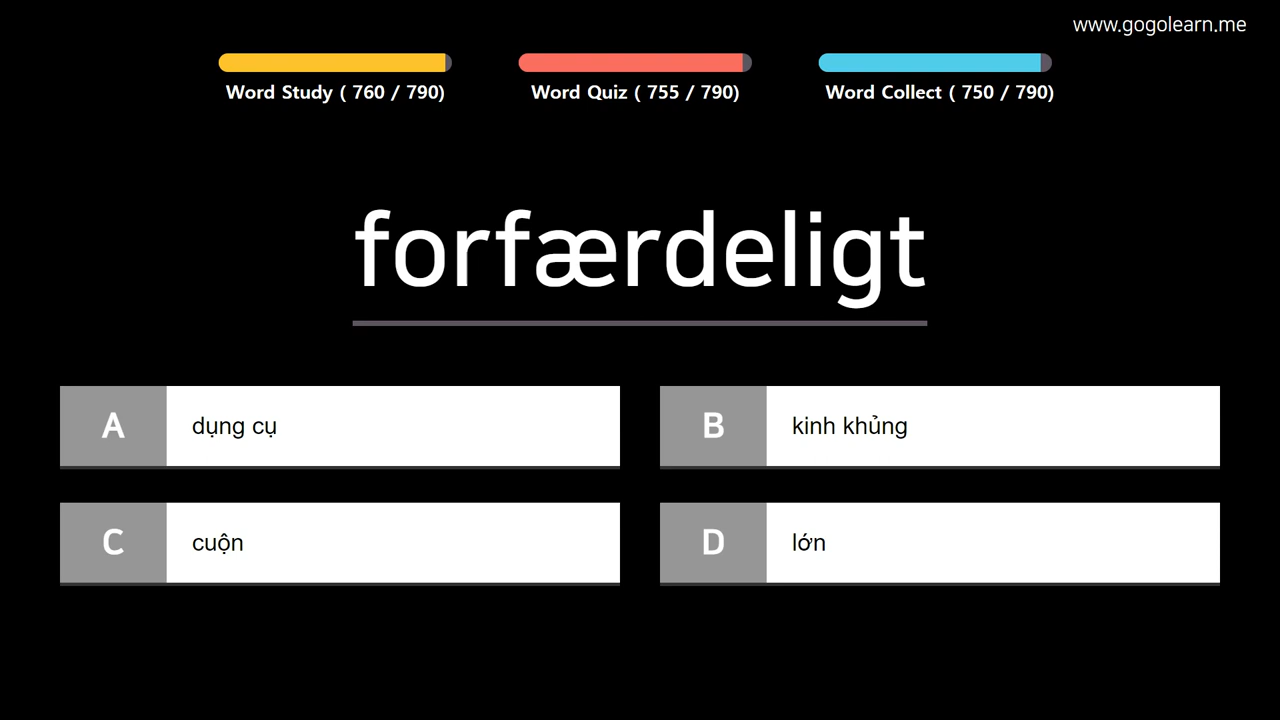 www.gogolearn.me
Word Study ( 760 / 790)
Word Quiz ( 755 / 790)
Word Collect ( 750 / 790)
forfærdeligt
A dụng cụ
B kinh khủng
C cuộn
D lớn